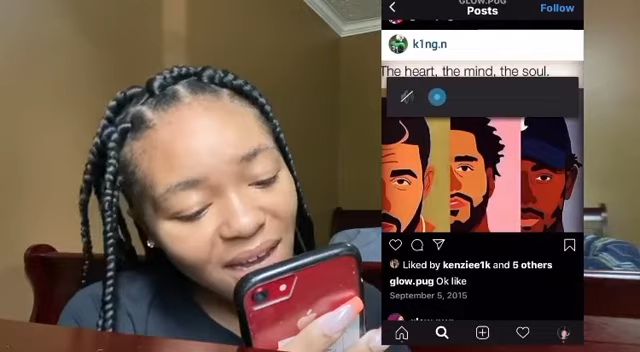 GLOW.PUG
Posts
Follow
k1ng.n
The heart, the mind, the soul.
Liked by kenziee1k and 5 others
glow.pug Ok like
September 5, 2015